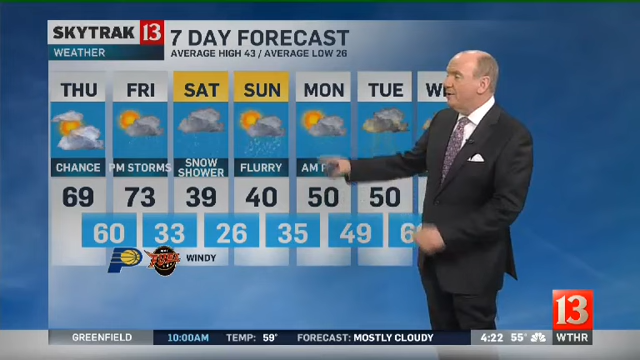 SKYTRAK 13
WEATHER
7 DAY FORECAST
AVERAGE HIGH 43 / AVERAGE LOW 26
THU FRI SAT SUN MON TUE
CHANCE PM STORMS SNOW SHOWER FLURRY AM
69 73 39 40 50 50
60 33 26 35 49
WINDY
13
GREENFIELD 10:00AM TEMP: 59° FORECAST: MOSTLY CLOUDY 4:22 55° WTHR